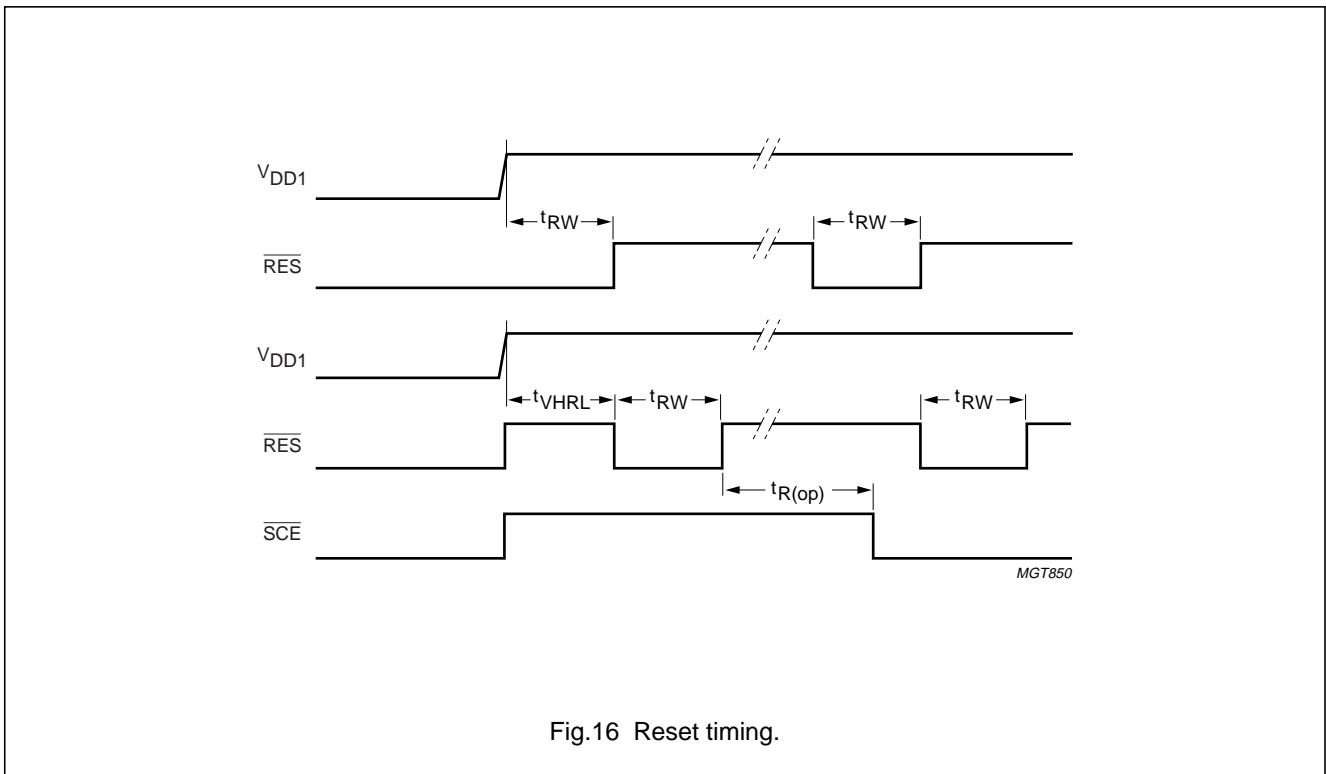 VDD1
tRW tRW
RES
VDD1
tVHRL tRW tRW
RES
tR(op)
SCE
MGT850
Fig.16 Reset timing.